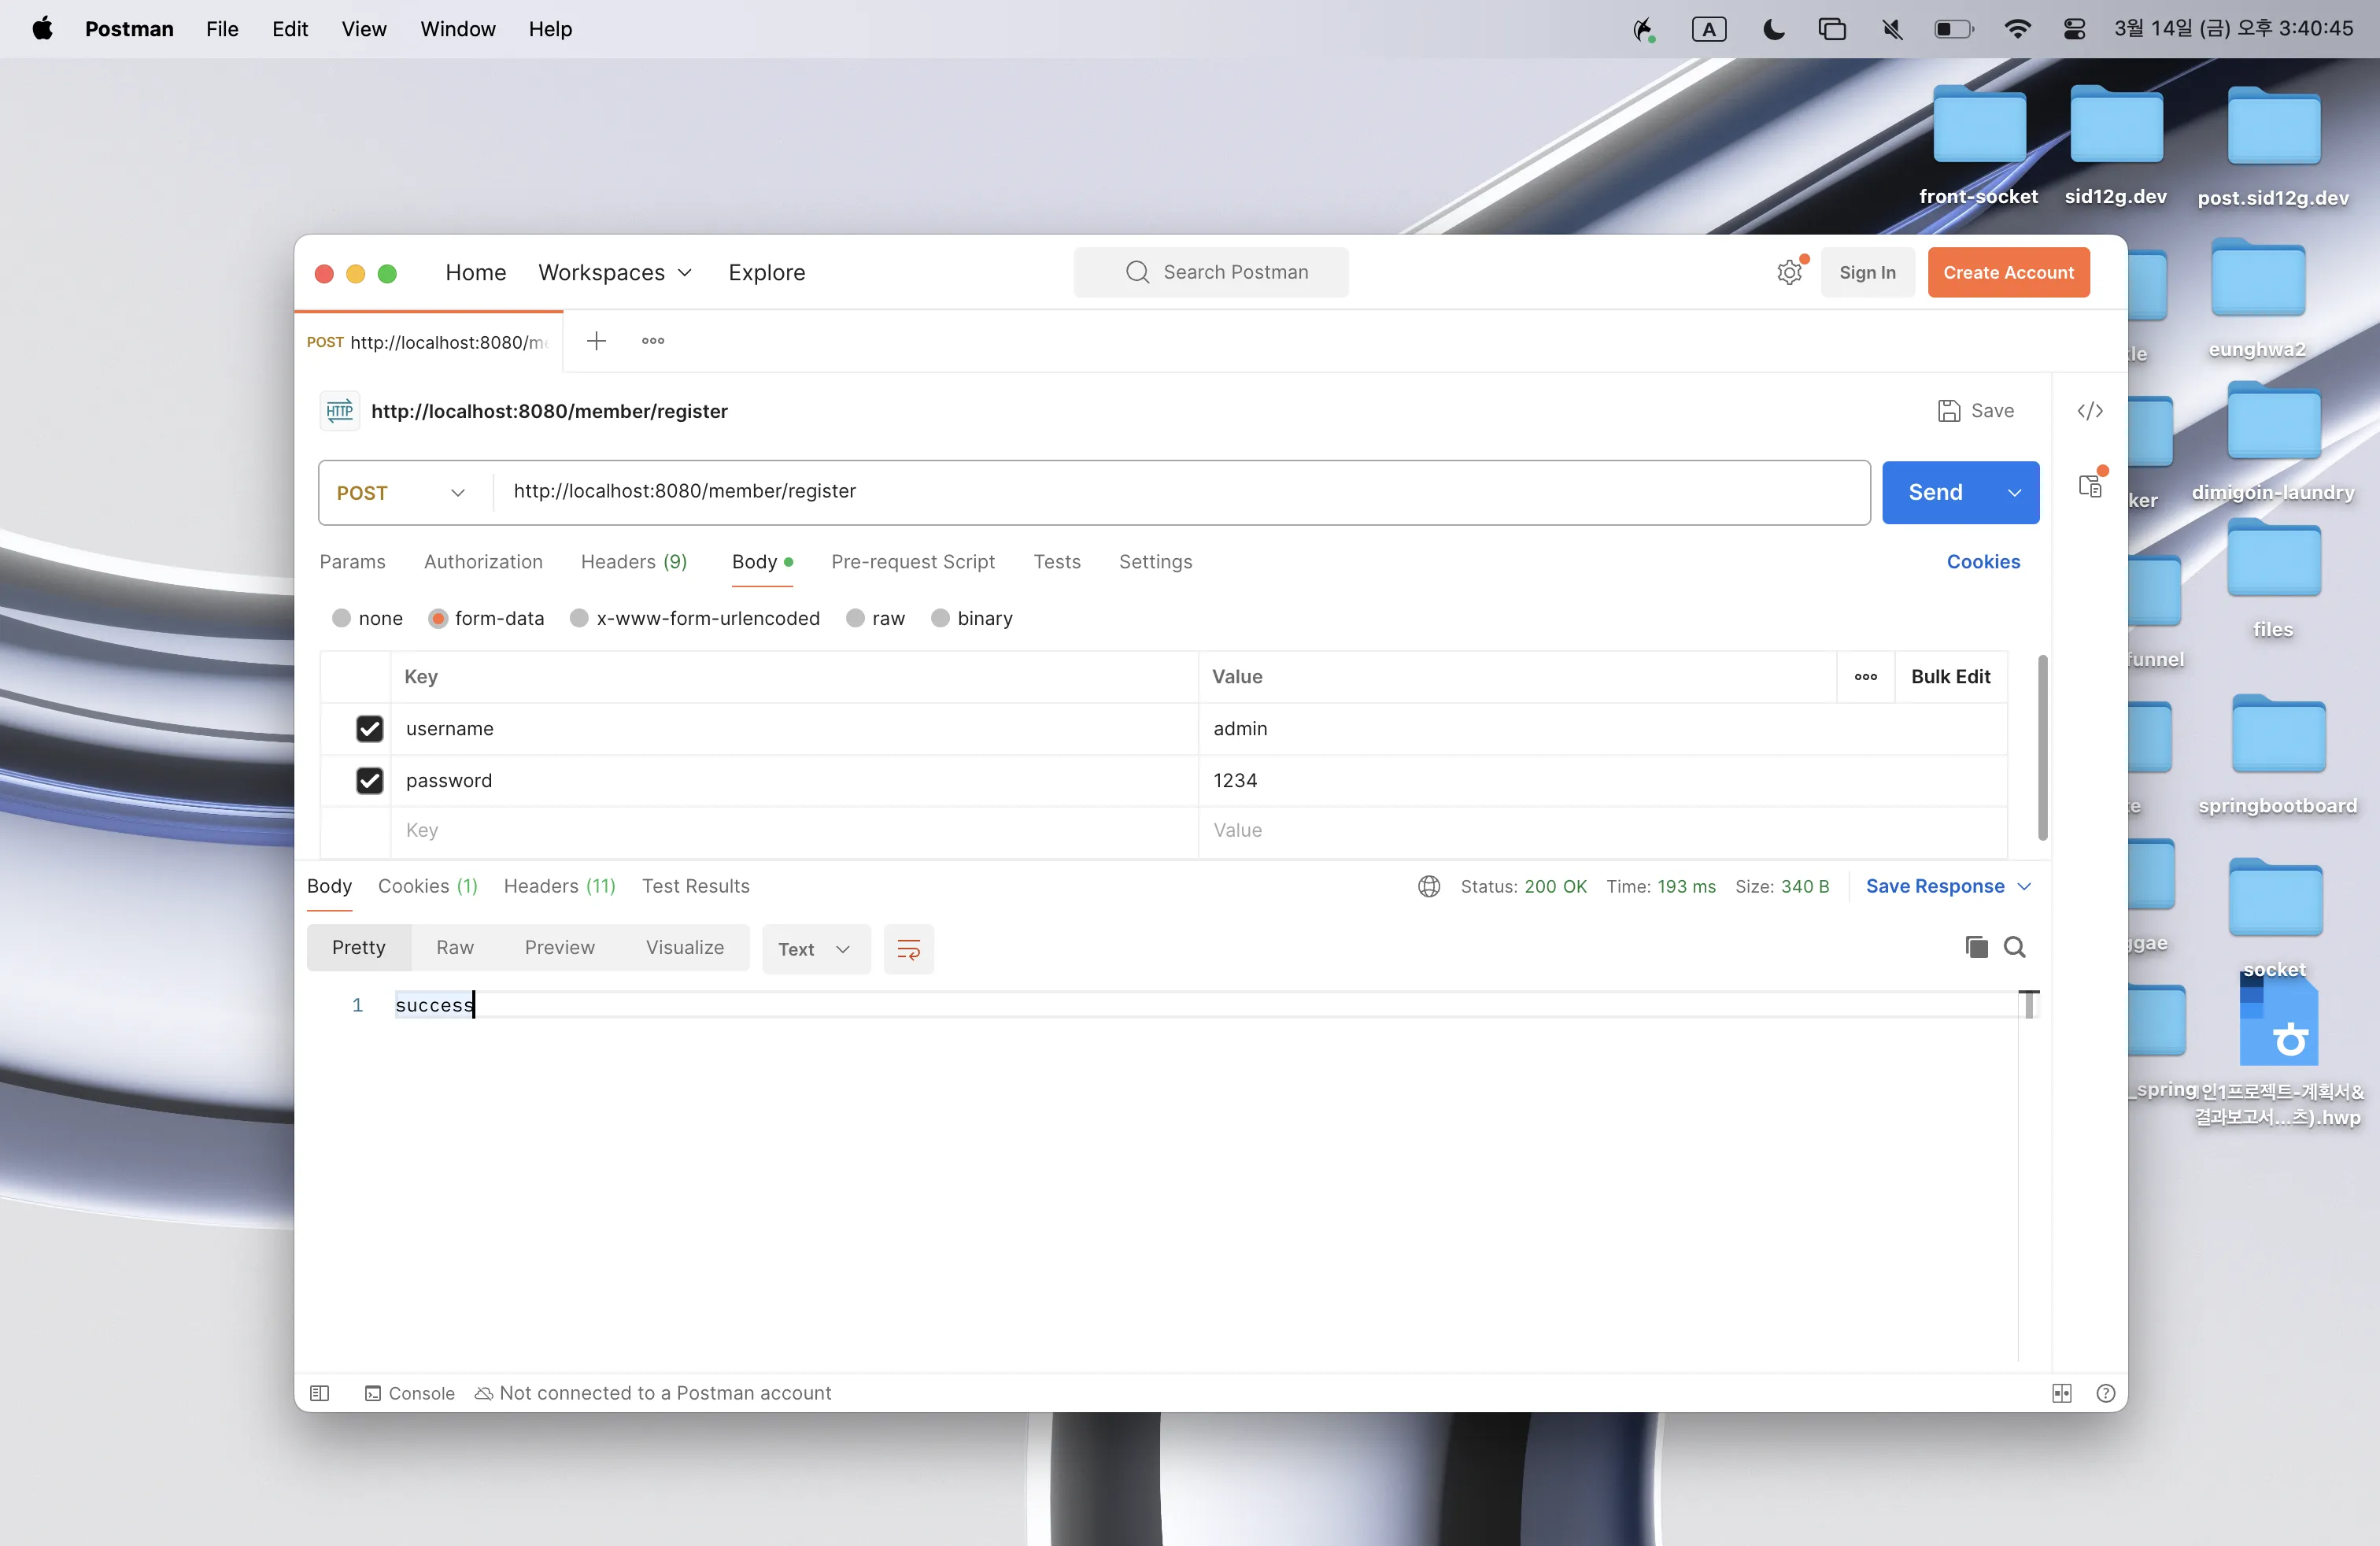 Postman File Edit View Window Help
A 3월 14일 (금) 오후 3:40:45
front-socket sid12g.dev post.sid12g.dev
Home Workspaces Explore Search Postman Sign In Create Account
POST http://localhost:8080/me
HTTP http://localhost:8080/member/register Save
POST http://localhost:8080/member/register Send
Params Authorization Headers (9) Body Pre-request Script Tests Settings Cookies
none form-data x-www-form-urlencoded raw binary
Key Value Bulk Edit
username admin
password 1234
Key Value
Body Cookies (1) Headers (11) Test Results Status: 200 OK Time: 193 ms Size: 340 B Save Response
Pretty Raw Preview Visualize Text
1 success
Console Not connected to a Postman account
eunghwa2
ker dimigoin-laundry
files
funnel
springbootboard
ggae
socket
_spring
인1프로젝트-계획서&
결과보고서...츠).hwp